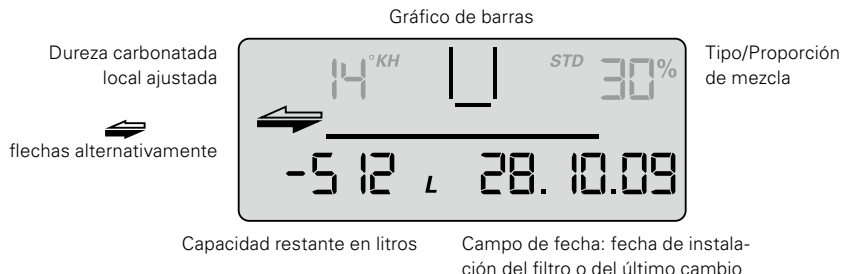 Gráfico de barras
Dureza carbonatada
local ajustada
14 °KH
STD 30%
Tipo/Proporción
de mezcla
flechas alternativamente
-512 L 28.10.09
Capacidad restante en litros
Campo de fecha: fecha de instala-
ción del filtro o del último cambio